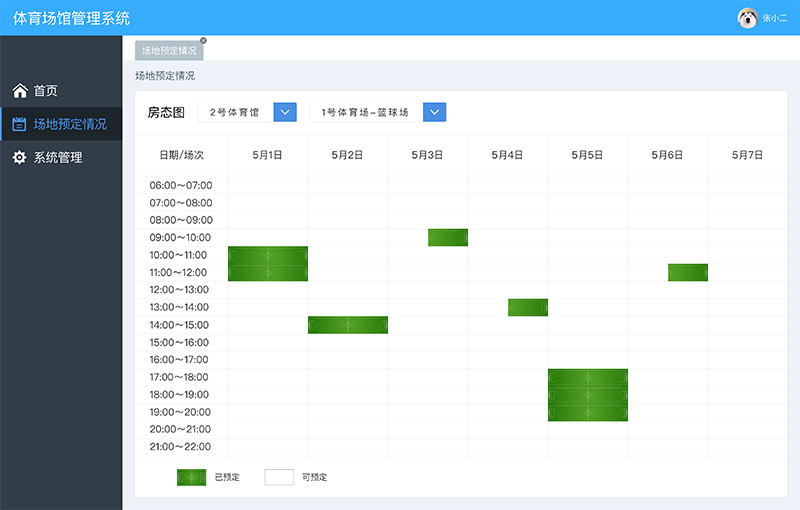 体育场馆管理系统
张小二
首页
场地预定情况
系统管理
场地预定情况
场地预定情况
房态图 2号体育馆 1号体育场-篮球场
日期/场次 5月1日 5月2日 5月3日 5月4日 5月5日 5月6日 5月7日
06:00～07:00
07:00～08:00
08:00～09:00
09:00～10:00
10:00～11:00
11:00～12:00
12:00～13:00
13:00～14:00
14:00～15:00
15:00～16:00
16:00～17:00
17:00～18:00
18:00～19:00
19:00～20:00
20:00～21:00
21:00～22:00
已预定 可预定